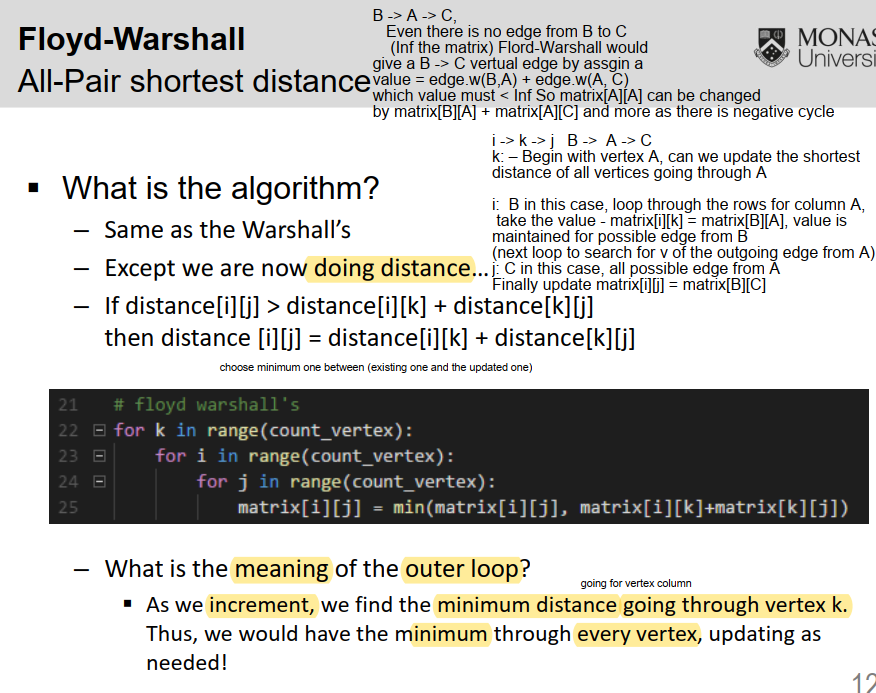 Floyd-Warshall
All-Pair shortest distance
B -> A -> C,
Even there is no edge from B to C
(Inf the matrix) Flord-Warshall would
give a B -> C vertual edge by assgin a
value = edge.w(B,A) + edge.w(A, C)
which value must < Inf So matrix[A][A] can be changed
by matrix[B][A] + matrix[A][C] and more as there is negative cycle
MONAS
Universi
i -> k -> j B -> A -> C
k: – Begin with vertex A, can we update the shortest
distance of all vertices going through A
i: B in this case, loop through the rows for column A,
take the value - matrix[i][k] = matrix[B][A], value is
maintained for possible edge from B
(next loop to search for v of the outgoing edge from A)
j: C in this case, all possible edge from A
Finally update matrix[i][j] = matrix[B][C]
▪ What is the algorithm?
– Same as the Warshall’s
– Except we are now doing distance...
– If distance[i][j] > distance[i][k] + distance[k][j]
then distance [i][j] = distance[i][k] + distance[k][j]
choose minimum one between (existing one and the updated one)
21 # floyd warshall's
22 for k in range(count_vertex):
23 for i in range(count_vertex):
24 for j in range(count_vertex):
25 matrix[i][j] = min(matrix[i][j], matrix[i][k]+matrix[k][j])
– What is the meaning of the outer loop?
going for vertex column
▪ As we increment, we find the minimum distance going through vertex k.
Thus, we would have the minimum through every vertex, updating as
needed!
12